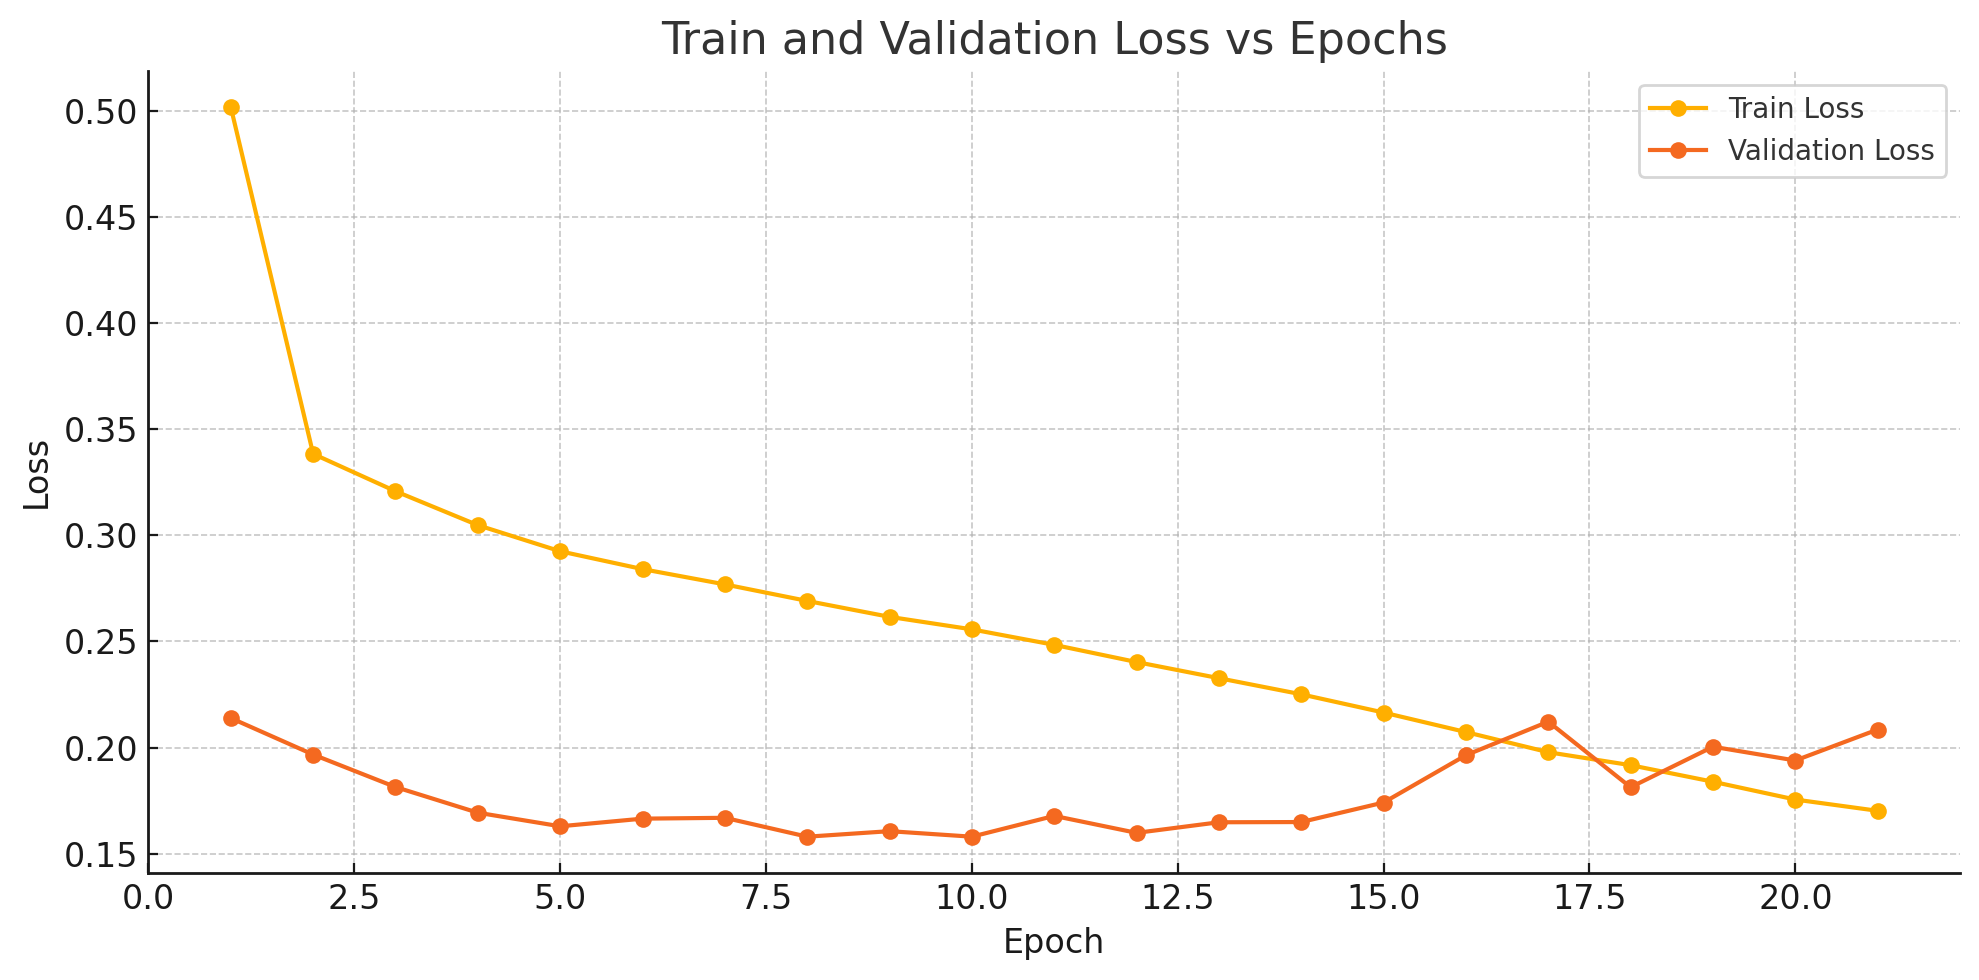 Train and Validation Loss vs Epochs
Train Loss
Validation Loss
0.50
0.45
0.40
0.35
0.30
0.25
0.20
0.15
Loss
0.0 2.5 5.0 7.5 10.0 12.5 15.0 17.5 20.0
Epoch